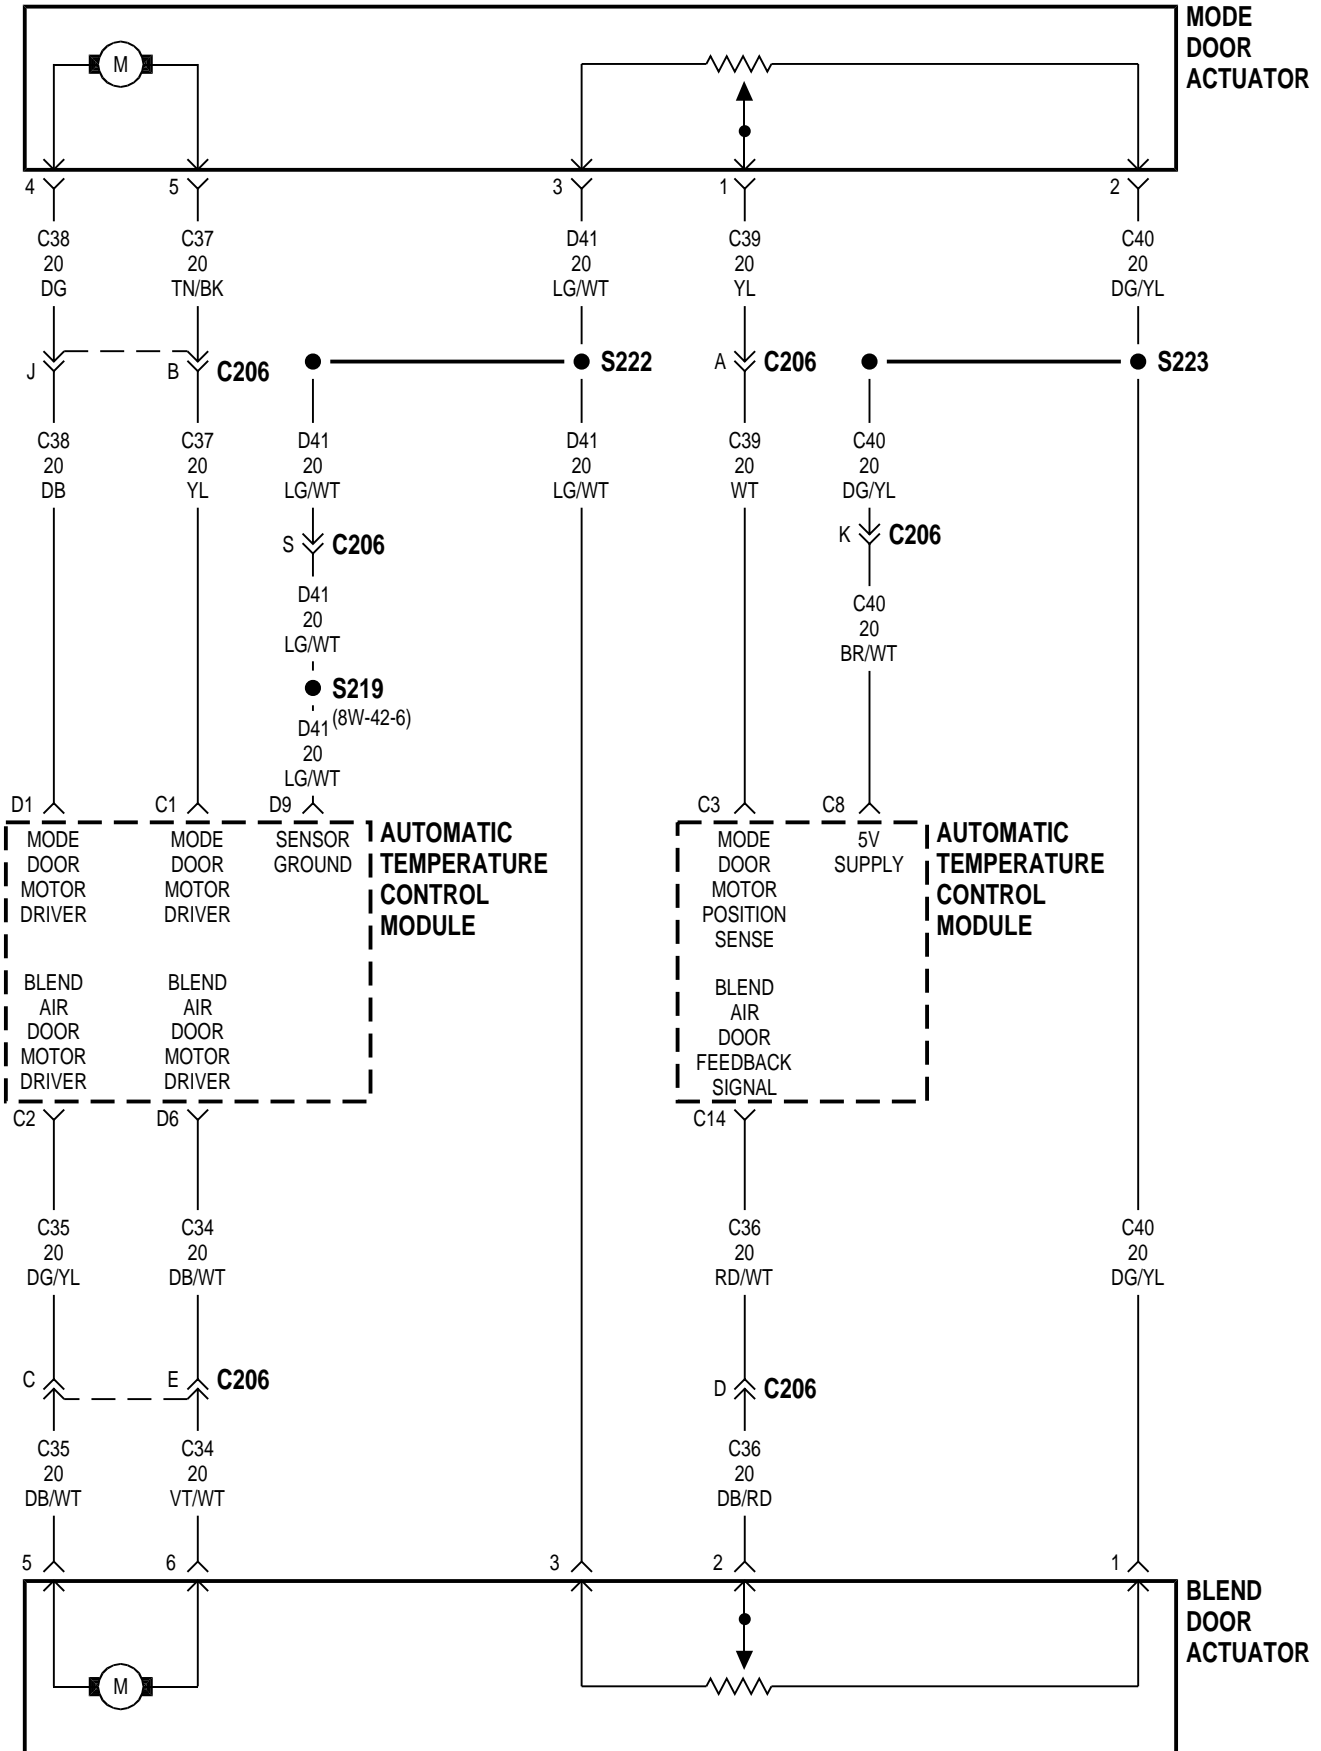 MODE
DOOR
ACTUATOR
M
4 5 3 1 2
C38 C37 D41 C39 C40
20 20 20 20 20
DG TN/BK LG/WT YL DG/YL
J B C206 S222 A C206 S223
C38 C37 D41 D41 C39 C40
20 20 20 20 20 20
DB YL LG/WT LG/WT WT DG/YL
S C206 K C206
D41 C40
20 20
LG/WT BR/WT
S219
(8W-42-6)
D41
20
LG/WT
D1 C1 D9 C3 C8
MODE
DOOR
MOTOR
DRIVER
MODE
DOOR
MOTOR
DRIVER
SENSOR
GROUND
AUTOMATIC
TEMPERATURE
CONTROL
MODULE
MODE
DOOR
MOTOR
POSITION
SENSE
5V
SUPPLY
AUTOMATIC
TEMPERATURE
CONTROL
MODULE
BLEND
AIR
DOOR
MOTOR
DRIVER
BLEND
AIR
DOOR
MOTOR
DRIVER
BLEND
AIR
DOOR
FEEDBACK
SIGNAL
C2 D6 C14
C35 C34 C36 C40
20 20 20 20
DG/YL DB/WT RD/WT DG/YL
C E C206 D C206
C35 C34 C36
20 20 20
DB/WT VT/WT DB/RD
5 6 3 2 1
BLEND
DOOR
ACTUATOR
M